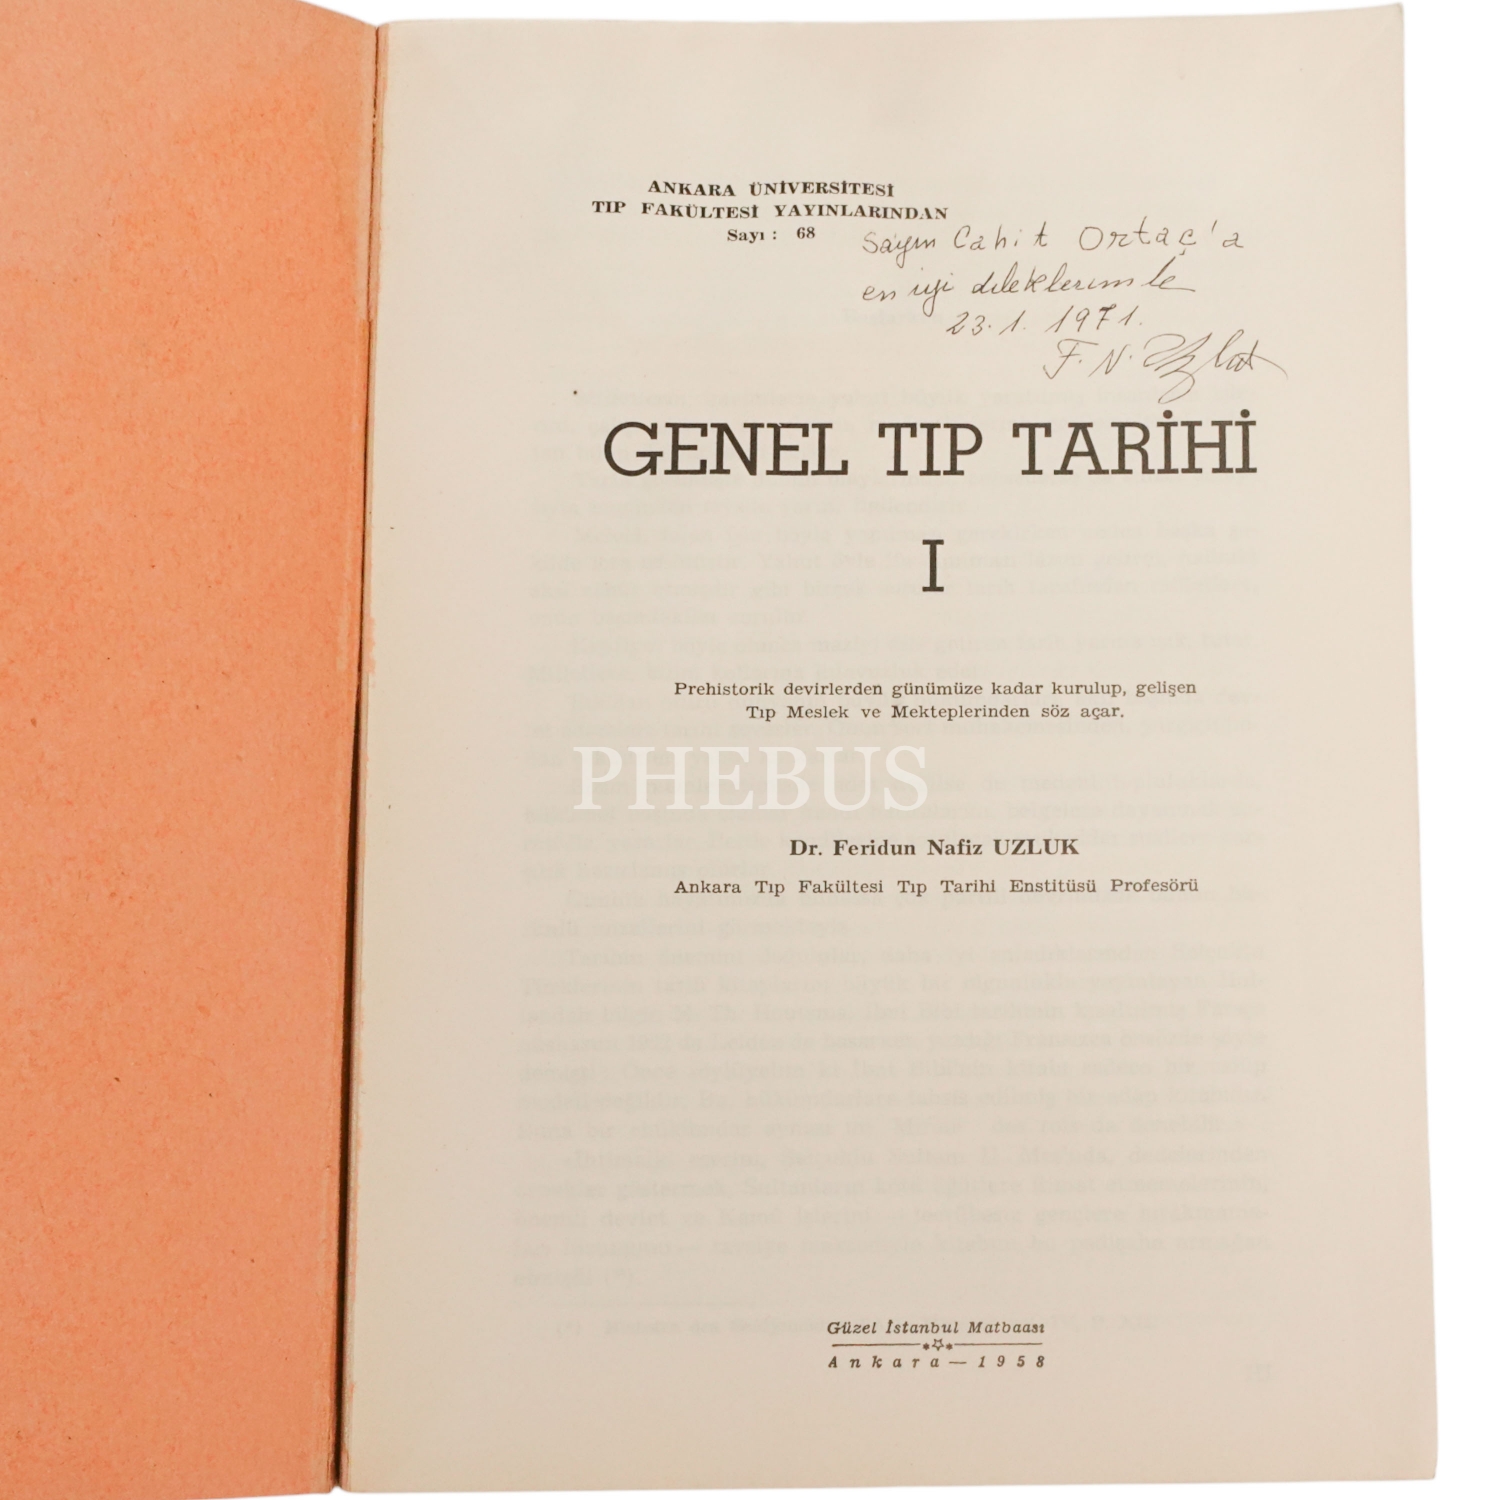 ANKARA ÜNİVERSİTESİ
TIP FAKÜLTESİ YAYINLARINDAN
Sayı : 68
Sayın Cahit Ortaç'a
en iyi dileklerimle
23.1.1971.
F.N.Uzluk
GENEL TIP TARİHİ
I
Prehistorik devirlerden günümüze kadar kurulup, gelişen
Tıp Meslek ve Mekteplerinden söz açar.
PHEBUS
Dr. Feridun Nafiz UZLUK
Ankara Tıp Fakültesi Tıp Tarihi Enstitüsü Profesörü
Güzel İstanbul Matbaası
Ankara — 1958